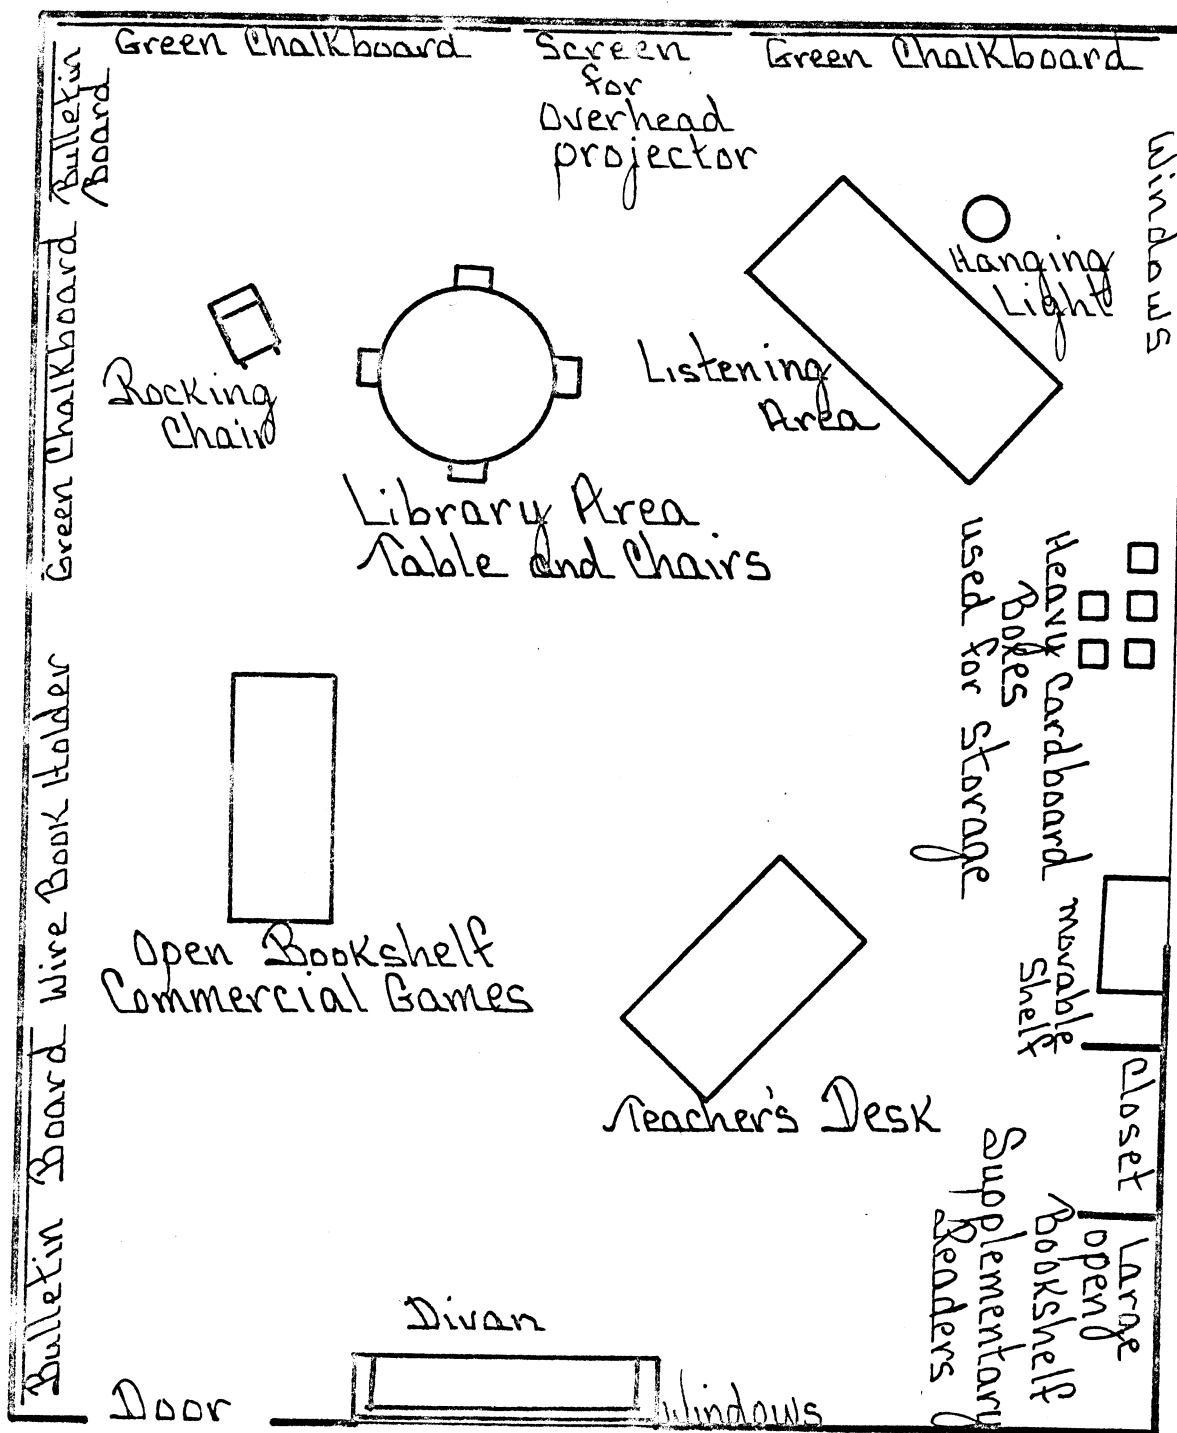 Green Chalkboard
Screen
for
Overhead
projector
Green Chalkboard
Bulletin
Board
Windows
Hanging
Light
Green Chalkboard
Rocking
Chair
Listening
Area
Library Area
Table and Chairs
Heavy Cardboard
Boxes
used for Storage
Wire Book Holder
Open Bookshelf
Commercial Games
movable
Shelf
Teacher's Desk
Closet
Bulletin Board
Large
open
Bookshelf
Supplementary
Readers
Divan
Door
Windows